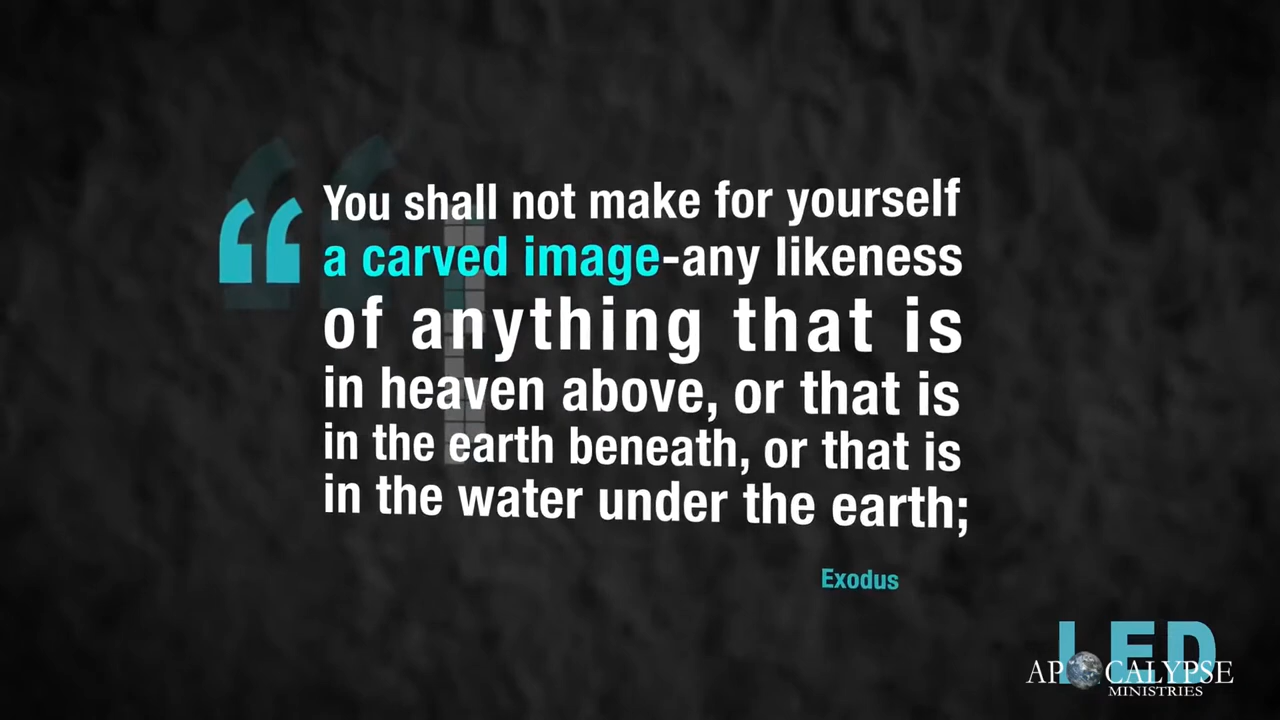 “
You shall not make for yourself
a carved image-any likeness
of anything that is
in heaven above, or that is
in the earth beneath, or that is
in the water under the earth;
Exodus
LED
APOCALYPSE
MINISTRIES